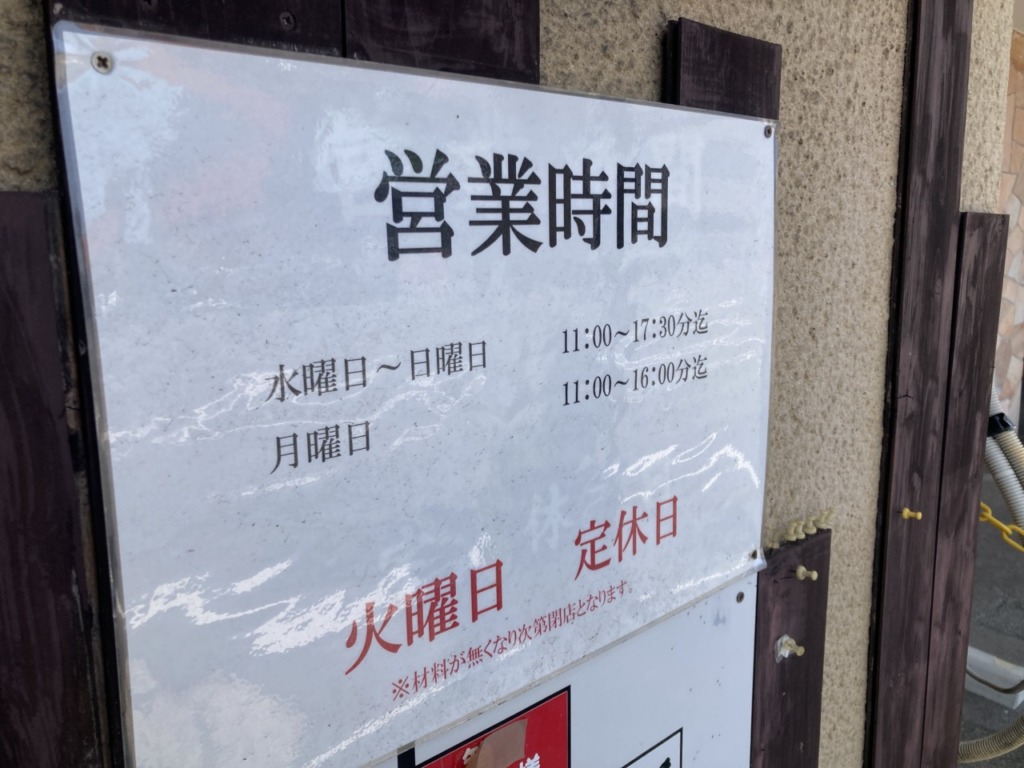 営業時間
水曜日～日曜日 11:00～17:30分迄
月曜日 11:00～16:00分迄
火曜日 定休日
※材料が無くなり次第閉店となります。
様